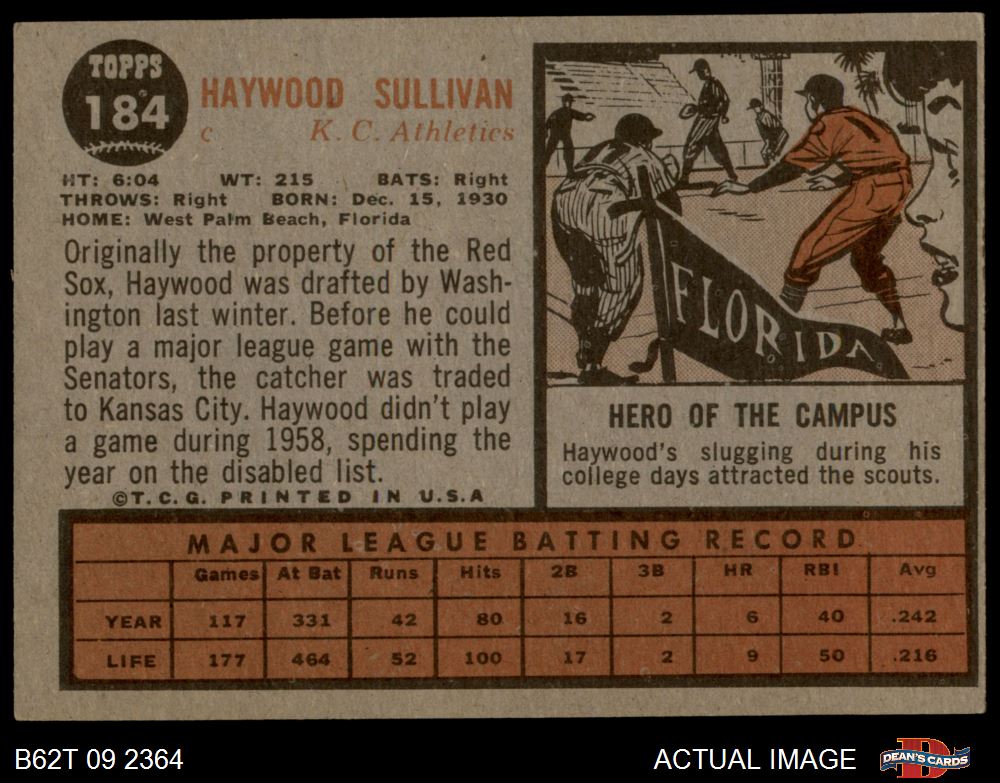 TOPPS
184
HAYWOOD SULLIVAN
c K. C. Athletics
HT: 6:04 WT: 215 BATS: Right
THROWS: Right BORN: Dec. 15, 1930
HOME: West Palm Beach, Florida
Originally the property of the Red
Sox, Haywood was drafted by Wash-
ington last winter. Before he could
play a major league game with the
Senators, the catcher was traded
to Kansas City. Haywood didn't play
a game during 1958, spending the
year on the disabled list.
©T.C.G. PRINTED IN U.S.A
FLORIDA
HERO OF THE CAMPUS
Haywood's slugging during his
college days attracted the scouts.
MAJOR LEAGUE BATTING RECORD
Games At Bat Runs Hits 2B 3B HR RBI Avg
YEAR 117 331 42 80 16 2 6 40 .242
LIFE 177 464 52 100 17 2 9 50 .216
B62T 09 2364 ACTUAL IMAGE DEAN'S CARDS